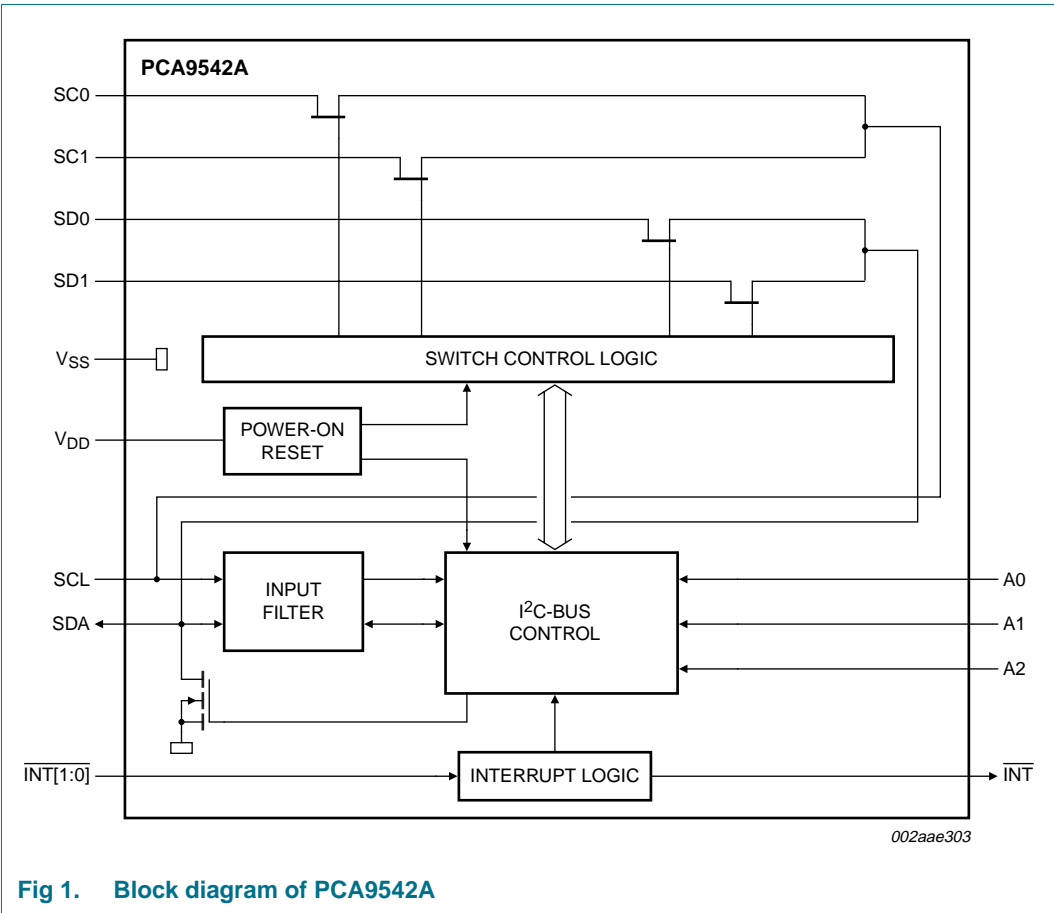 PCA9542A
SC0
SC1
SD0
SD1
VSS
SWITCH CONTROL LOGIC
VDD
POWER-ON
RESET
SCL
SDA
INPUT
FILTER
I2C-BUS
CONTROL
A0
A1
A2
INT[1:0]
INTERRUPT LOGIC
INT
002aae303
Fig 1. Block diagram of PCA9542A